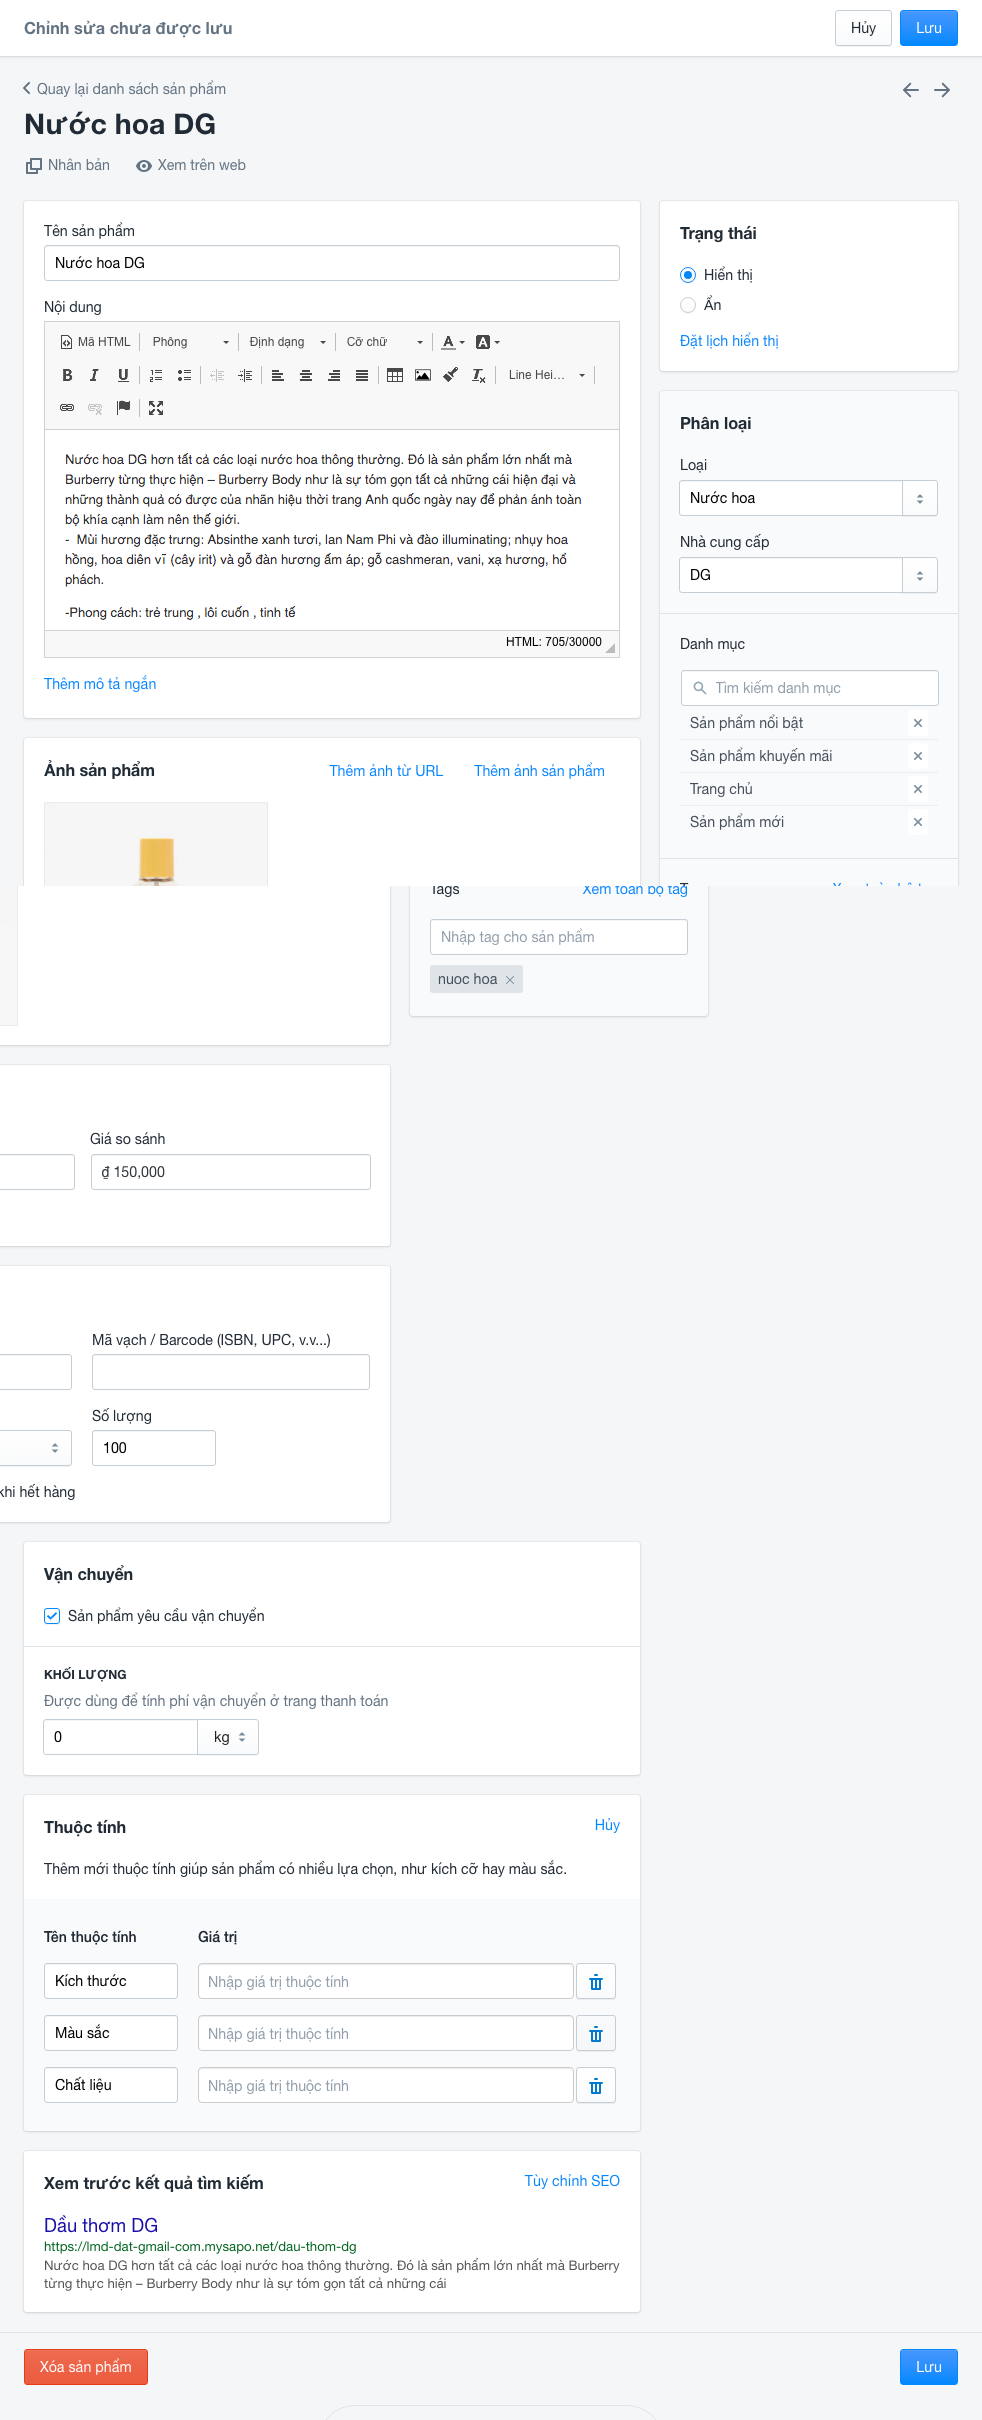 Chỉnh sửa chưa được lưu
Hủy
Lưu
Quay lại danh sách sản phẩm
Nước hoa DG
Nhân bản
Xem trên web
Tên sản phẩm
Nước hoa DG
Nội dung
Mã HTML
Phông
Định dạng
Cỡ chữ
Line Hei...
Nước hoa DG hơn tất cả các loại nước hoa thông thường. Đó là sản phẩm lớn nhất mà
Burberry từng thực hiện – Burberry Body như là sự tóm gọn tất cả những cái hiện đại và
những thành quả có được của nhãn hiệu thời trang Anh quốc ngày nay để phản ánh toàn
bộ khía cạnh làm nên thế giới.
- Mùi hương đặc trưng: Absinthe xanh tươi, lan Nam Phi và đào illuminating; nhụy hoa
hồng, hoa diên vĩ (cây irit) và gỗ đàn hương ấm áp; gỗ cashmeran, vani, xạ hương, hổ
phách.
-Phong cách: trẻ trung , lôi cuốn , tinh tế
HTML: 705/30000
Thêm mô tả ngắn
Trạng thái
Hiển thị
Ẩn
Đặt lịch hiển thị
Phân loại
Loại
Nước hoa
Nhà cung cấp
DG
Danh mục
Tìm kiếm danh mục
Sản phẩm nổi bật
Sản phẩm khuyến mãi
Trang chủ
Sản phẩm mới
Ảnh sản phẩm
Thêm ảnh từ URL
Thêm ảnh sản phẩm
Tags
Xem toàn bộ tag
Nhập tag cho sản phẩm
nuoc hoa
Giá so sánh
₫ 150,000
Mã vạch / Barcode (ISBN, UPC, v.v...)
Số lượng
100
khi hết hàng
Vận chuyển
Sản phẩm yêu cầu vận chuyển
KHỐI LƯỢNG
Được dùng để tính phí vận chuyển ở trang thanh toán
0
kg
Thuộc tính
Hủy
Thêm mới thuộc tính giúp sản phẩm có nhiều lựa chọn, như kích cỡ hay màu sắc.
Tên thuộc tính
Giá trị
Kích thước
Nhập giá trị thuộc tính
Màu sắc
Nhập giá trị thuộc tính
Chất liệu
Nhập giá trị thuộc tính
Xem trước kết quả tìm kiếm
Tùy chỉnh SEO
Dầu thơm DG
https://lmd-dat-gmail-com.mysapo.net/dau-thom-dg
Nước hoa DG hơn tất cả các loại nước hoa thông thường. Đó là sản phẩm lớn nhất mà Burberry
từng thực hiện – Burberry Body như là sự tóm gọn tất cả những cái
Xóa sản phẩm
Lưu